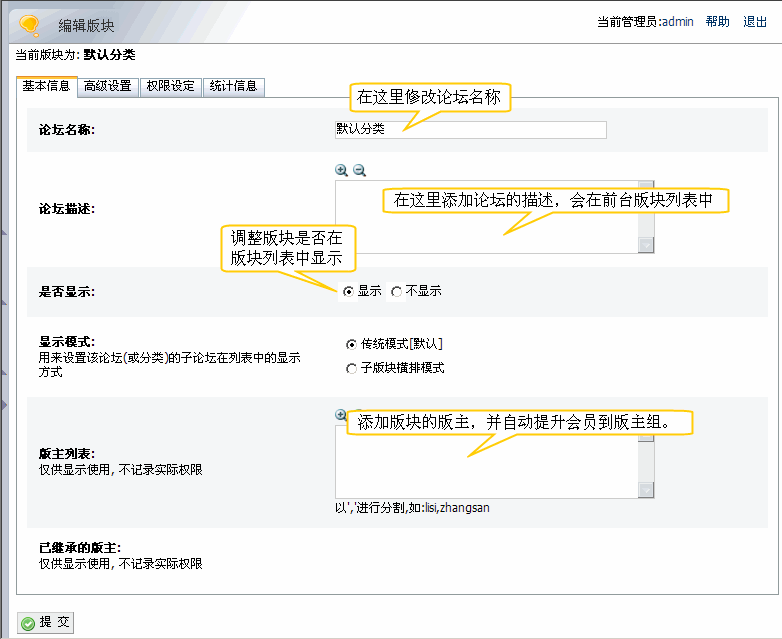 编辑版块
当前管理员:admin 帮助 退出
当前版块为: 默认分类
基本信息 高级设置 权限设定 统计信息
在这里修改论坛名称
论坛名称:
默认分类
论坛描述:
在这里添加论坛的描述，会在前台版块列表中
调整版块是否在
版块列表中显示
是否显示:
显示 不显示
显示模式:
用来设置该论坛(或分类)的子论坛在列表中的显示
方式
传统模式[默认]
子版块横排模式
添加版块的版主，并自动提升会员到版主组。
版主列表:
仅供显示使用, 不记录实际权限
以','进行分割,如:lisi,zhangsan
已继承的版主:
仅供显示使用, 不记录实际权限
提 交